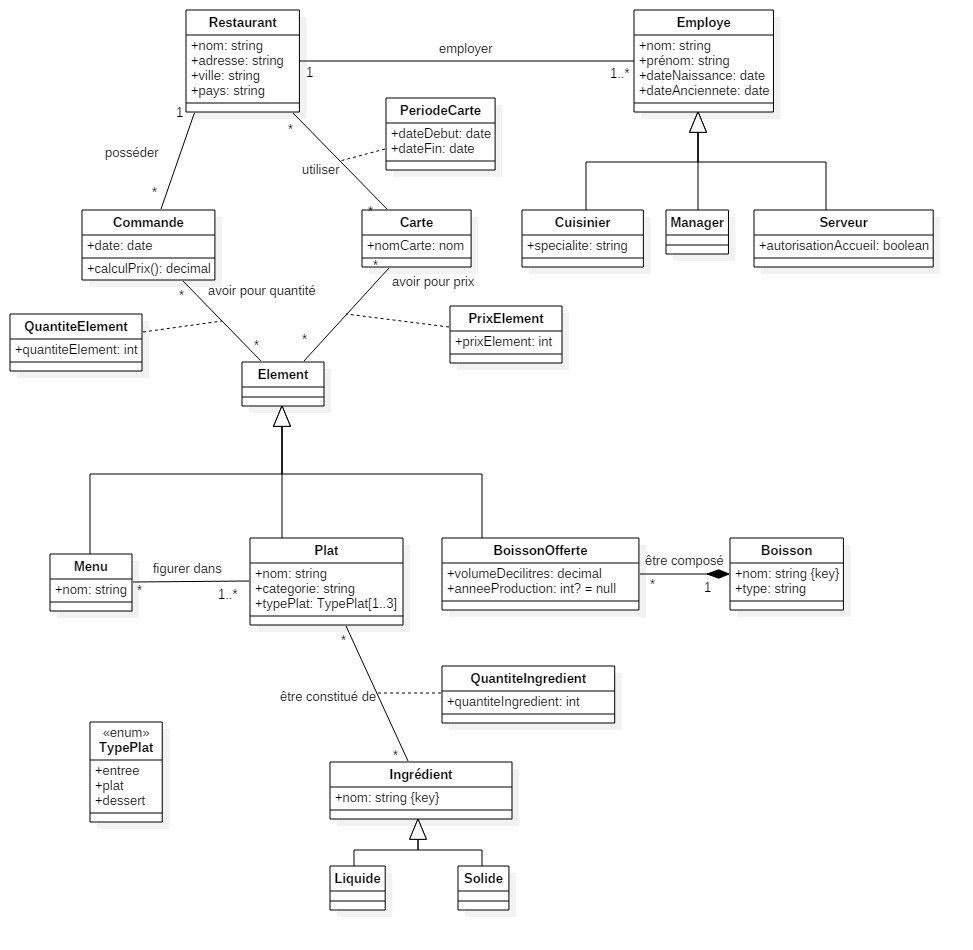 Restaurant
+nom: string
+adresse: string
+ville: string
+pays: string
employer
1
1..*
Employe
+nom: string
+prénom: string
+dateNaissance: date
+dateAnciennete: date
1
posséder
*
*
utiliser
*
PeriodeCarte
+dateDebut: date
+dateFin: date
Commande
+date: date
+calculPrix(): decimal
Carte
+nomCarte: nom
Cuisinier
+specialite: string
Manager
Serveur
+autorisationAccueil: boolean
*
avoir pour quantité
*
*
avoir pour prix
*
QuantiteElement
+quantiteElement: int
PrixElement
+prixElement: int
Element
Menu
+nom: string
*
figurer dans
1..*
Plat
+nom: string
+categorie: string
+typePlat: TypePlat[1..3]
BoissonOfferte
+volumeDecilitres: decimal
+anneeProduction: int? = null
être composé
*
1
Boisson
+nom: string {key}
+type: string
*
être constitué de
*
QuantiteIngredient
+quantiteIngredient: int
«enum»
TypePlat
+entree
+plat
+dessert
Ingrédient
+nom: string {key}
Liquide
Solide